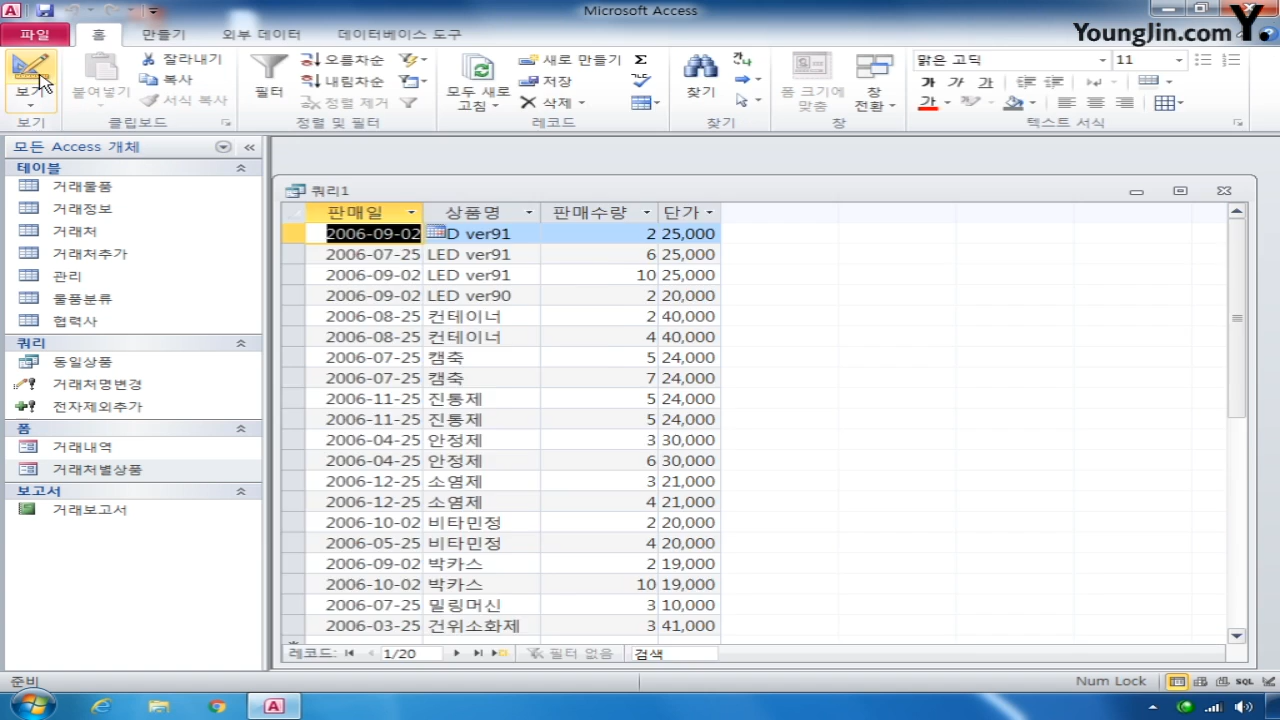 Microsoft Access
YoungJin.com Y.
파일 홈 만들기 외부 데이터 데이터베이스 도구
보기
보기
붙여넣기
잘라내기
복사
서식 복사
클립보드
필터
오름차순
내림차순
정렬 제거
정렬 및 필터
모두 새로 고침
새로 만들기
저장
삭제
레코드
찾기
찾기
폼 크기에 맞춤
창 전환
창
맑은 고딕 11
가 가 가
가
텍스트 서식
모든 Access 개체
테이블
거래물품
거래정보
거래처
거래처추가
관리
물품분류
협력사
쿼리
동일상품
거래처명변경
전자제외추가
폼
거래내역
거래처별상품
보고서
거래보고서
쿼리1
판매일 상품명 판매수량 단가
2006-09-02 D ver91 2 25,000
2006-07-25 LED ver91 6 25,000
2006-09-02 LED ver91 10 25,000
2006-09-02 LED ver90 2 20,000
2006-08-25 컨테이너 2 40,000
2006-08-25 컨테이너 4 40,000
2006-07-25 캠축 5 24,000
2006-07-25 캠축 7 24,000
2006-11-25 진통제 5 24,000
2006-11-25 진통제 5 24,000
2006-04-25 안정제 3 30,000
2006-04-25 안정제 6 30,000
2006-12-25 소염제 3 21,000
2006-12-25 소염제 4 21,000
2006-10-02 비타민정 2 20,000
2006-05-25 비타민정 4 20,000
2006-09-02 박카스 2 19,000
2006-10-02 박카스 10 19,000
2006-07-25 밀링머신 3 10,000
2006-03-25 건위소화제 3 41,000
레코드: 1/20 필터 없음 검색
준비 Num Lock SQL